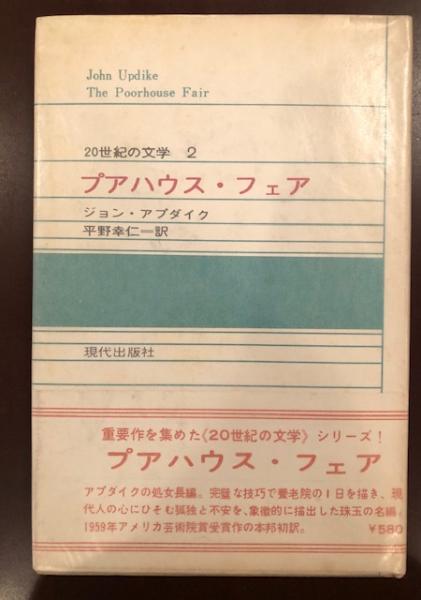 John Updike
The Poorhouse Fair
20世紀の文学 2
プアハウス・フェア
ジョン・アプダイク
平野幸仁＝訳
現代出版社
重要作を集めた《20世紀の文学》シリーズ！
プアハウス・フェア
アプダイクの処女長編。完璧な技巧で養老院の1日を描き、現
代人の心にひそむ孤独と不安を、象徴的に描出した珠玉の名編。
1959年アメリカ芸術院賞受賞作の本邦初訳。 ¥580